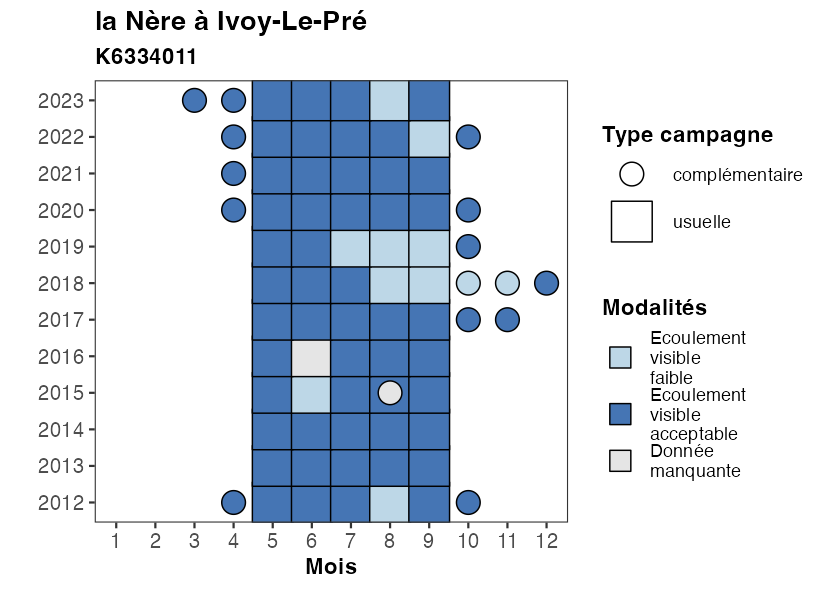 la Nère à Ivoy-Le-Pré
K6334011
2023
2022
2021
2020
2019
2018
2017
2016
2015
2014
2013
2012
1 2 3 4 5 6 7 8 9 10 11 12
Mois
Type campagne
complémentaire
usuelle
Modalités
Ecoulement
visible
faible
Ecoulement
visible
acceptable
Donnée
manquante